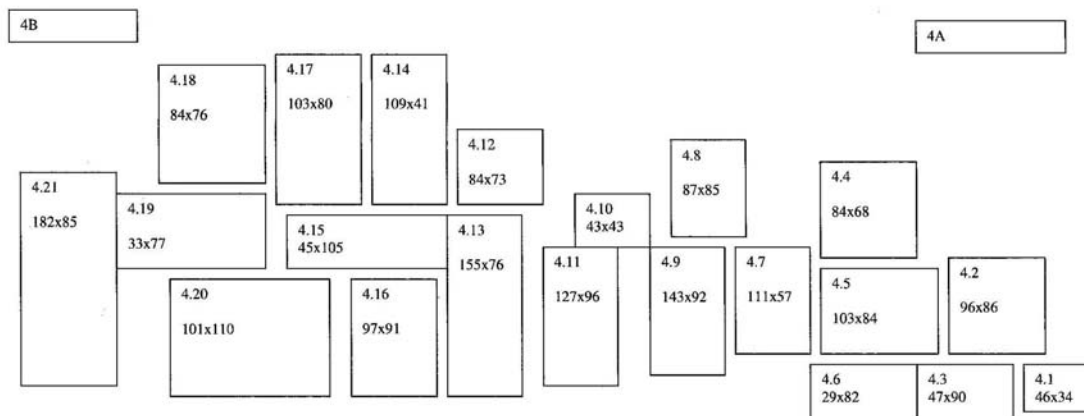 4B
4A
4.17
103x80
4.14
109x41
4.18
84x76
4.12
84x73
4.8
87x85
4.4
84x68
4.21
182x85
4.19
33x77
4.10
43x43
4.15
45x105
4.13
155x76
4.11
127x96
4.9
143x92
4.7
111x57
4.2
96x86
4.5
103x84
4.20
101x110
4.16
97x91
4.6
29x82
4.3
47x90
4.1
46x34